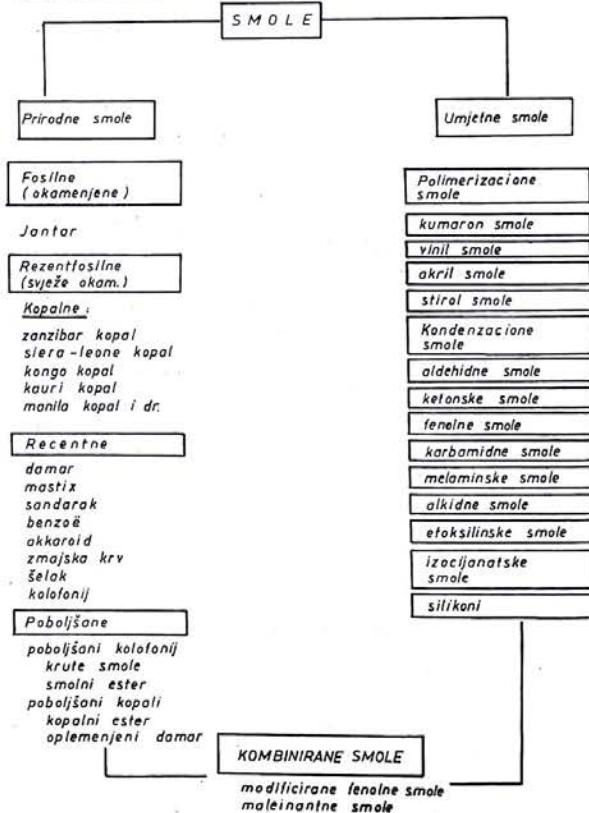 SMOLE
Prirodne smole
Fosilne
(okamenjene)
Jantar
Rezentfosilne
(svježe okam.)
Kopalne:
zanzibar kopal
siera-leone kopal
kongo kopal
kauri kopal
manila kopal i dr.
Recentne
damar
mastix
sandarak
benzoë
akkaroid
zmajska krv
šelak
kolofonij
Poboljšane
poboljšani kolofonij
krute smole
smolni ester
poboljšani kopali
kopalni ester
oplemenjeni damar
Umjetne smole
Polimerizacione
smole
kumaron smole
vinil smole
akril smole
stirol smole
Kondenzacione
smole
aldehidne smole
ketonske smole
fenolne smole
karbamidne smole
melaminske smole
alkidne smole
etoksilinske smole
izocijanatske
smole
silikoni
KOMBINIRANE SMOLE
modificirane fenolne smole
maleinantne smole